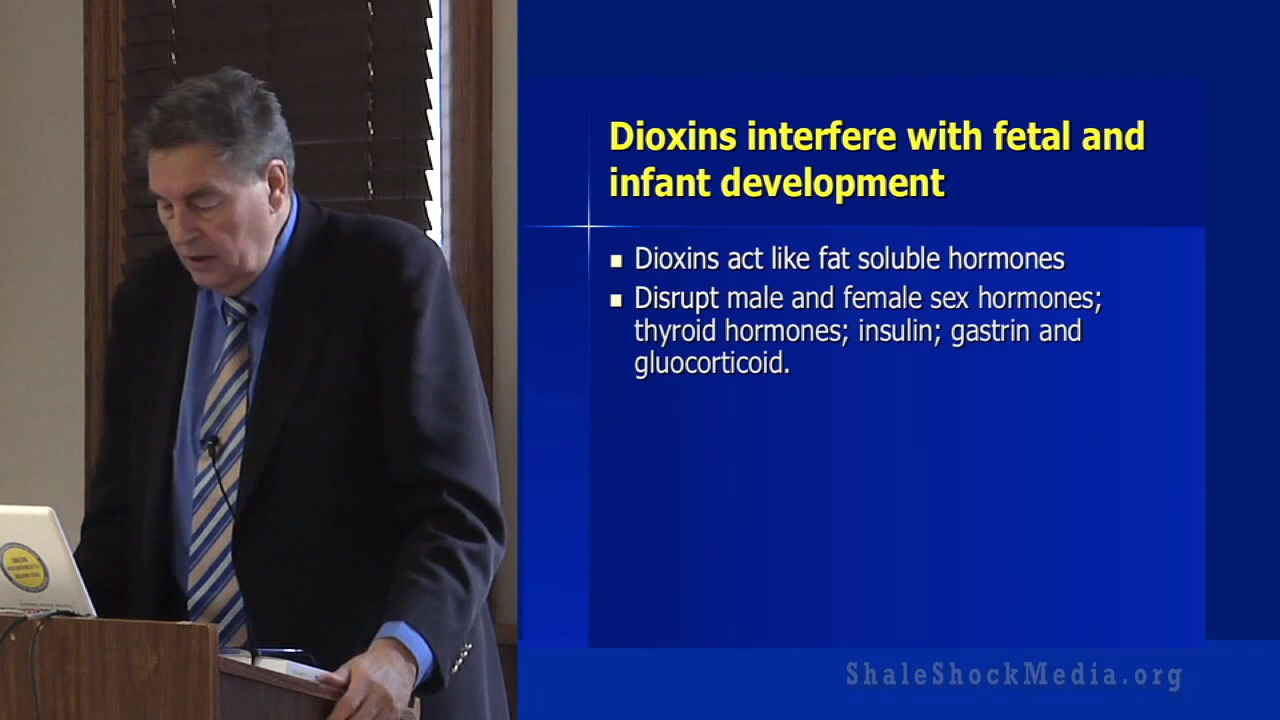 Dioxins interfere with fetal and
infant development
Dioxins act like fat soluble hormones
Disrupt male and female sex hormones;
thyroid hormones; insulin; gastrin and
gluocorticoid.
ShaleShockMedia.org